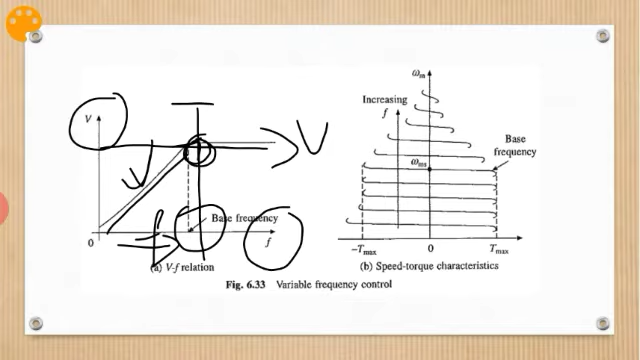 V
V
Base frequency
f
0
f
(a) V-f relation
ωm
Increasing
f
Base
frequency
ωms
-Tmax
0
Tmax
(b) Speed-torque characteristics
Fig. 6.33 Variable frequency control